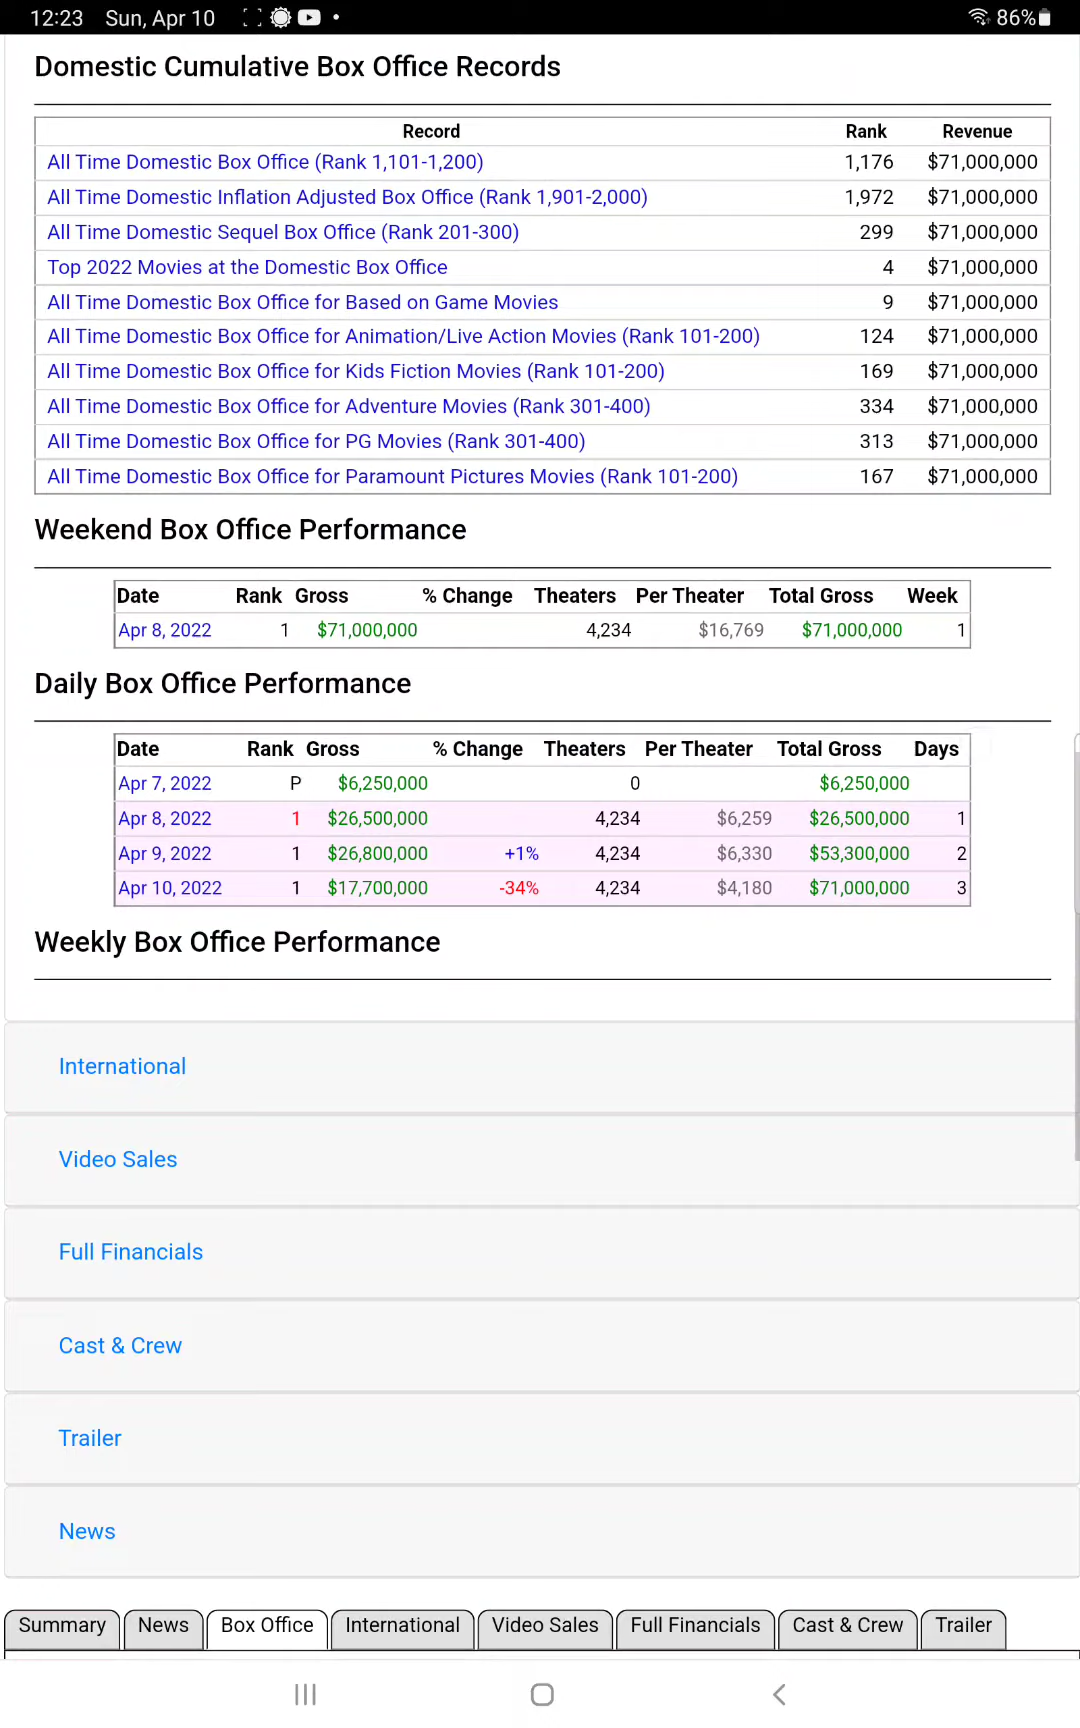 12:23 Sun, Apr 10 86%
Domestic Cumulative Box Office Records
Record Rank Revenue
All Time Domestic Box Office (Rank 1,101-1,200) 1,176 $71,000,000
All Time Domestic Inflation Adjusted Box Office (Rank 1,901-2,000) 1,972 $71,000,000
All Time Domestic Sequel Box Office (Rank 201-300) 299 $71,000,000
Top 2022 Movies at the Domestic Box Office 4 $71,000,000
All Time Domestic Box Office for Based on Game Movies 9 $71,000,000
All Time Domestic Box Office for Animation/Live Action Movies (Rank 101-200) 124 $71,000,000
All Time Domestic Box Office for Kids Fiction Movies (Rank 101-200) 169 $71,000,000
All Time Domestic Box Office for Adventure Movies (Rank 301-400) 334 $71,000,000
All Time Domestic Box Office for PG Movies (Rank 301-400) 313 $71,000,000
All Time Domestic Box Office for Paramount Pictures Movies (Rank 101-200) 167 $71,000,000
Weekend Box Office Performance
Date Rank Gross % Change Theaters Per Theater Total Gross Week
Apr 8, 2022 1 $71,000,000 4,234 $16,769 $71,000,000 1
Daily Box Office Performance
Date Rank Gross % Change Theaters Per Theater Total Gross Days
Apr 7, 2022 P $6,250,000 0 $6,250,000
Apr 8, 2022 1 $26,500,000 4,234 $6,259 $26,500,000 1
Apr 9, 2022 1 $26,800,000 +1% 4,234 $6,330 $53,300,000 2
Apr 10, 2022 1 $17,700,000 -34% 4,234 $4,180 $71,000,000 3
Weekly Box Office Performance
International
Video Sales
Full Financials
Cast & Crew
Trailer
News
Summary News Box Office International Video Sales Full Financials Cast & Crew Trailer